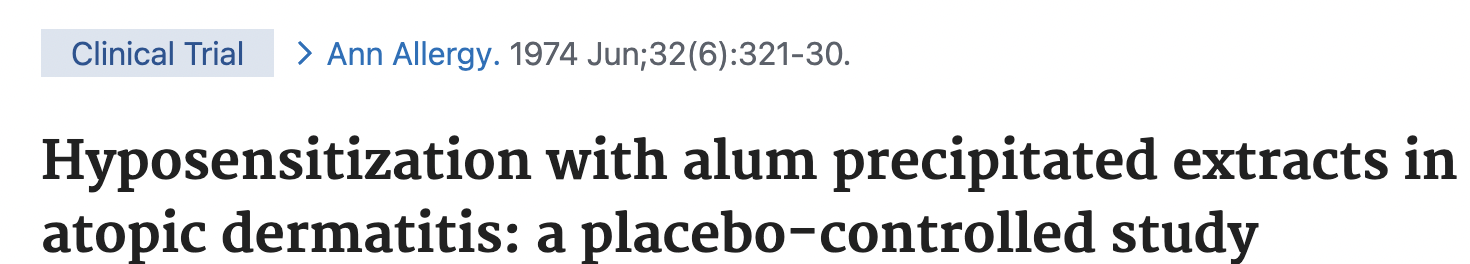 Clinical Trial > Ann Allergy. 1974 Jun;32(6):321-30.
Hyposensitization with alum precipitated extracts in
atopic dermatitis: a placebo-controlled study